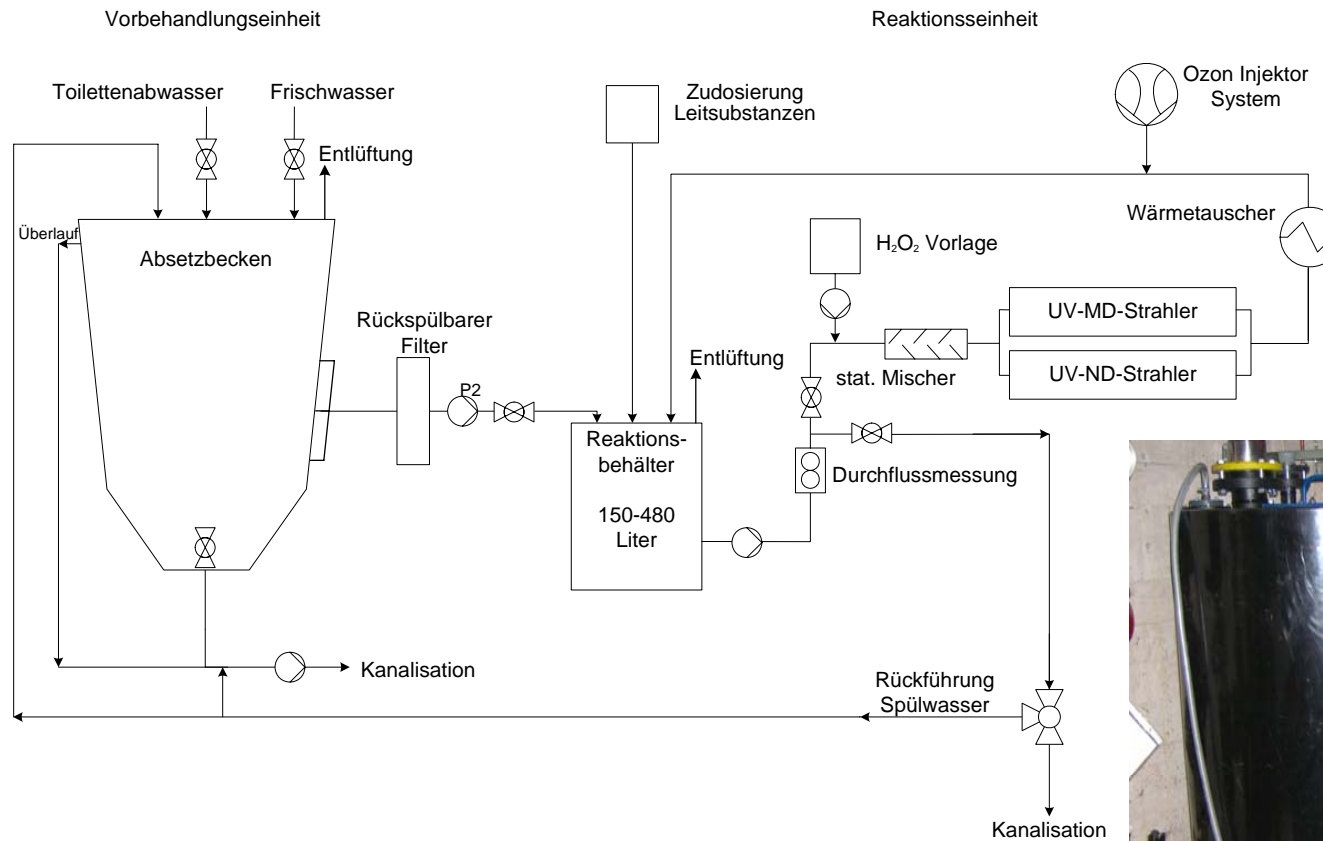 Vorbehandlungseinheit
Reaktionsseinheit
Toilettenabwasser
Frischwasser
Zudosierung
Leitsubstanzen
Ozon Injektor
System
Entlüftung
Überlauf
Absetzbecken
Wärmetauscher
H₂O₂ Vorlage
Rückspülbarer
Filter
UV-MD-Strahler
Entlüftung
stat. Mischer
UV-ND-Strahler
P2
Reaktions-
behälter
150-480
Liter
Durchflussmessung
Kanalisation
Rückführung
Spülwasser
Kanalisation